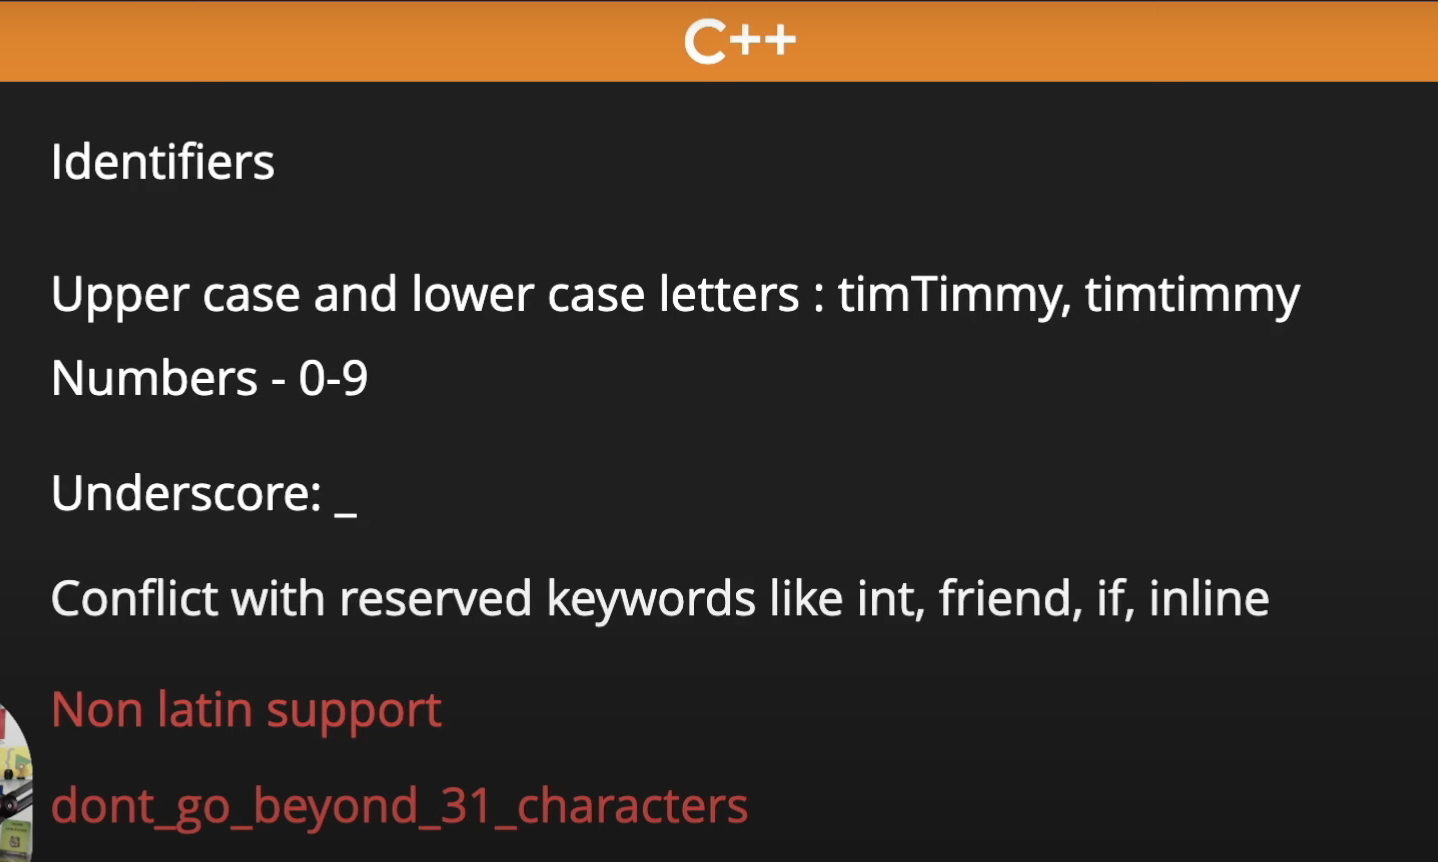 C++
Identifiers
Upper case and lower case letters : timTimmy, timtimmy
Numbers - 0-9
Underscore: _
Conflict with reserved keywords like int, friend, if, inline
Non latin support
dont_go_beyond_31_characters